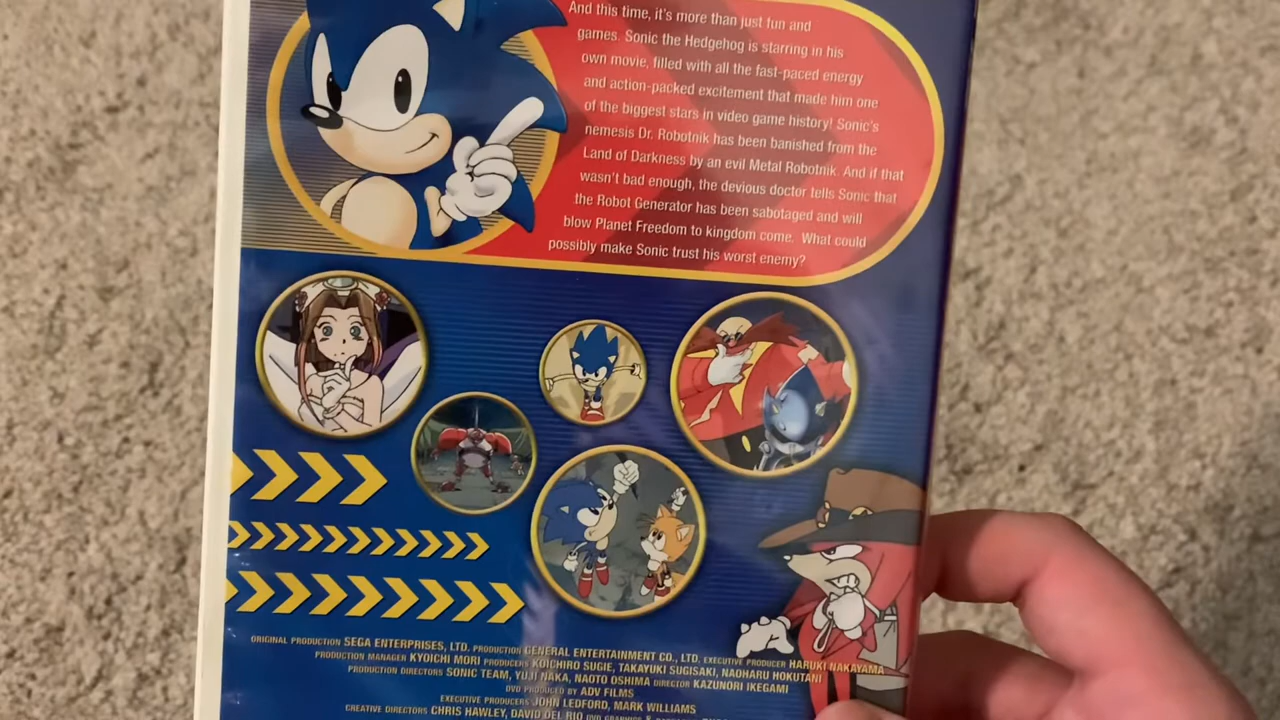 And this time, it's more than just fun and
games. Sonic the Hedgehog is starring in his
own movie, filled with all the fast-paced energy
and action-packed excitement that made him one
of the biggest stars in video game history! Sonic's
nemesis Dr. Robotnik has been banished from the
Land of Darkness by an evil Metal Robotnik. And if that
wasn't bad enough, the devious doctor tells Sonic that
the Robot Generator has been sabotaged and will
blow Planet Freedom to kingdom come. What could
possibly make Sonic trust his worst enemy?
ORIGINAL PRODUCTION SEGA ENTERPRISES, LTD. PRODUCTION GENERAL ENTERTAINMENT CO., LTD. EXECUTIVE PRODUCER HARUKI NAKAYAMA
PRODUCTION MANAGER KYOICHI MORI PRODUCERS KOICHIRO SUGIE, TAKAYUKI SUGISAKI, NAOHARU HOKUTANI
PRODUCTION DIRECTORS SONIC TEAM, YUJI NAKA, NAOTO OSHIMA DIRECTOR KAZUNORI IKEGAMI
DVD PRODUCED BY ADV FILMS
EXECUTIVE PRODUCERS JOHN LEDFORD, MARK WILLIAMS
CREATIVE DIRECTORS CHRIS HAWLEY, DAVID DEL RIO DVD GRAPHICS &